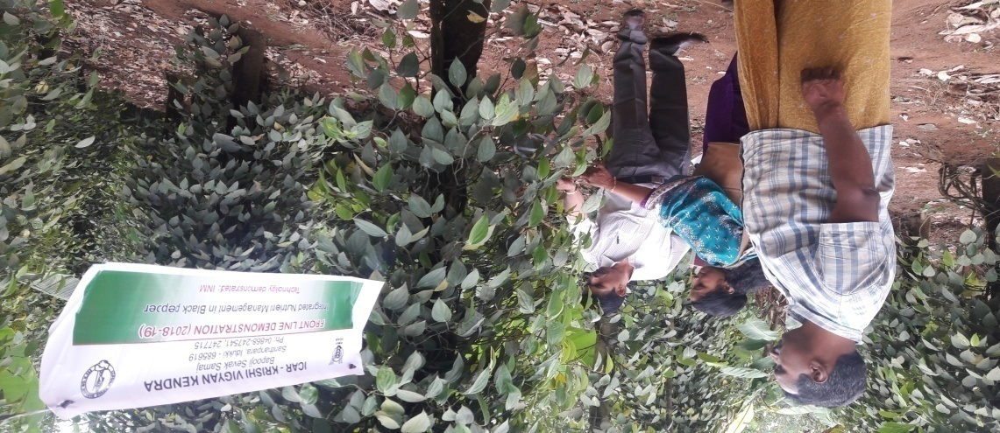 ICAR - KRISHI VIGYAN KENDRA
Bapooji Sevak Samaj
Santhanpara, Idukki - 685619
Ph: 04868-247541, 247715
FRONT LINE DEMONSTRATION (2018-19)
Integrated Nutrient Management in Black pepper
Technology demonstrated: INM